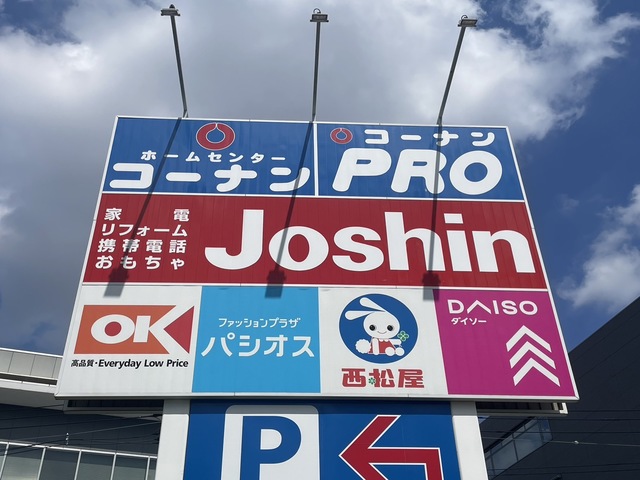 ホームセンター
コーナン
コーナン
PRO
家電
リフォーム
携帯電話
おもちゃ
Joshin
OK
高品質・Everyday Low Price
ファッションプラザ
パシオス
西松屋
DAISO
ダイソー
P